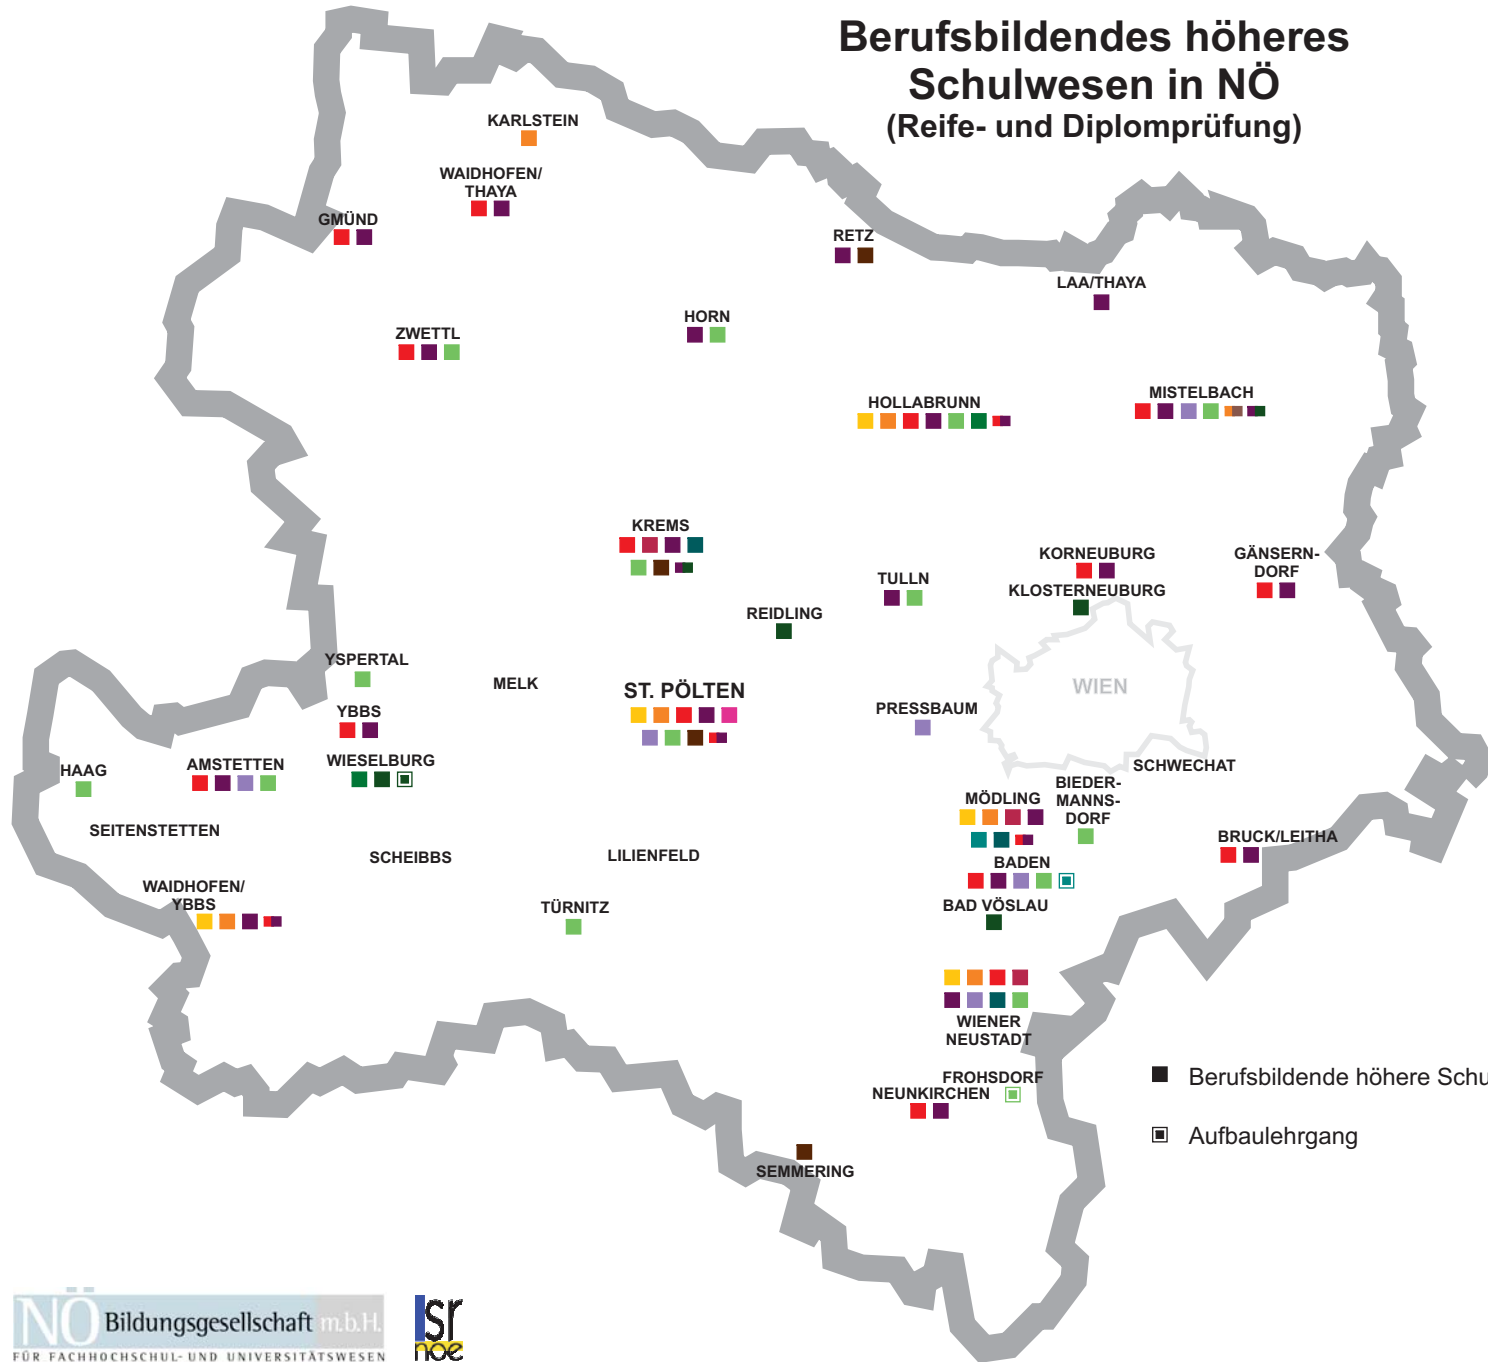 Berufsbildendes höheres
Schulwesen in NÖ
(Reife- und Diplomprüfung)
KARLSTEIN
WAIDHOFEN/
THAYA
GMÜND
RETZ
LAA/THAYA
HORN
ZWETTL
MISTELBACH
HOLLABRUNN
KREMS
KORNEUBURG
GÄNSERN-
DORF
TULLN
KLOSTERNEUBURG
REIDLING
YSPERTAL
MELK
ST. PÖLTEN
WIEN
YBBS
PRESSBAUM
HAAG
AMSTETTEN
WIESELBURG
SCHWECHAT
BIEDER-
MANNS-
DORF
MÖDLING
SEITENSTETTEN
SCHEIBBS
LILIENFELD
BRUCK/LEITHA
BADEN
WAIDHOFEN/
YBBS
TÜRNITZ
BAD VÖSLAU
WIENER
NEUSTADT
FROHSDORF
NEUNKIRCHEN
Berufsbildende höhere Schu
Aufbaulehrgang
SEMMERING
NÖ Bildungsgesellschaft m.b.H.
FÜR FACHHOCHSCHUL- UND UNIVERSITÄTSWESEN
lsr
noe